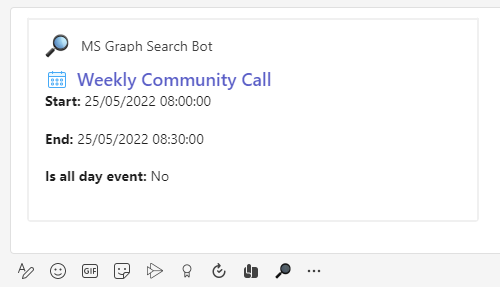 MS Graph Search Bot
Weekly Community Call
Start: 25/05/2022 08:00:00
End: 25/05/2022 08:30:00
Is all day event: No
GIF